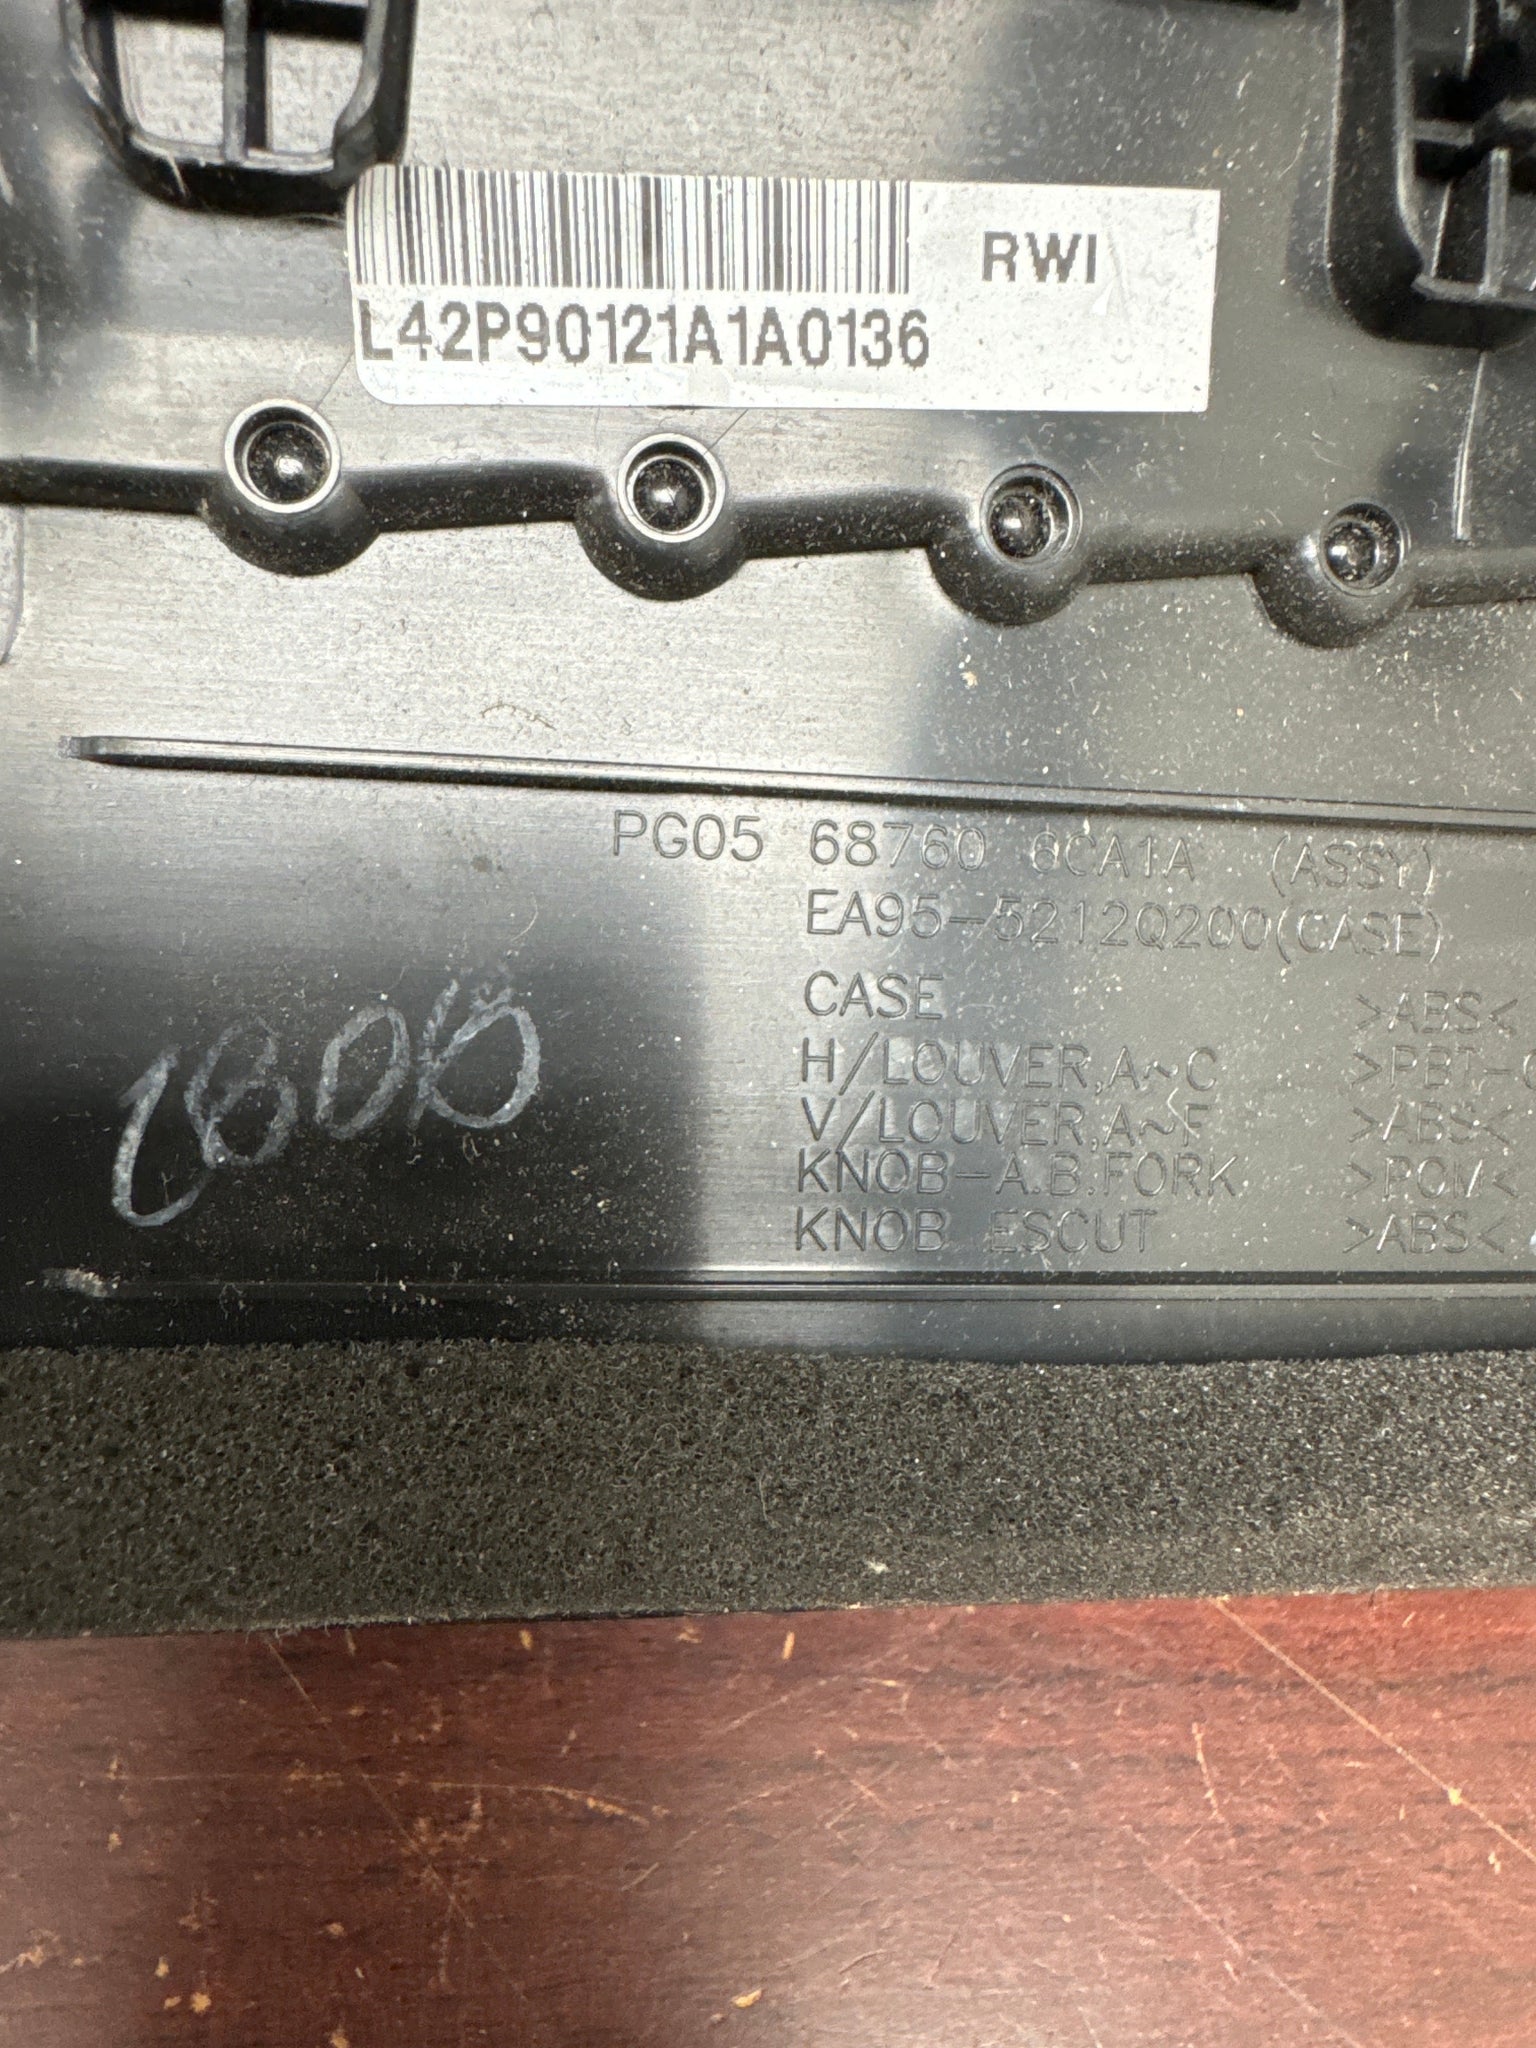 RWI
L42P90121A1A0136
PG05 68760 6CA1A (ASSY)
EA95-5212Q200(CASE)
CASE >ABS<
H/LOUVER,A~C >PBT-
V/LOUVER,A~F >ABS<
KNOB-A.B.FORK >POM<
KNOB ESCUT >ABS<